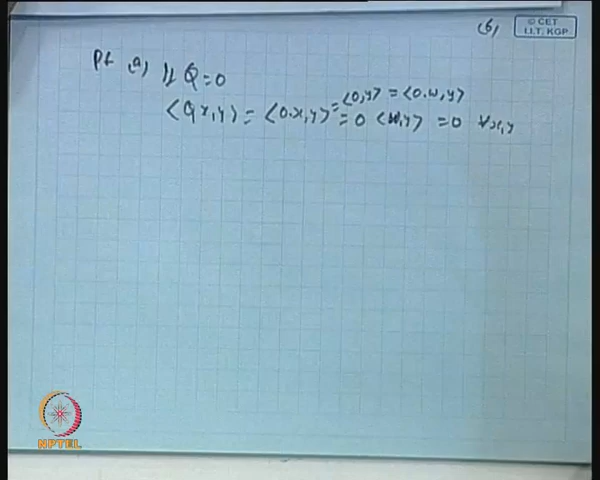 (6)
© CET
I.I.T. KGP
Pf (a) If Q = 0
= ⟨0,y⟩ = ⟨0.w,y⟩
⟨Qx,y⟩ = ⟨0.x,y⟩ = 0 ⟨w,y⟩ = 0 ∀x,y
NPTEL